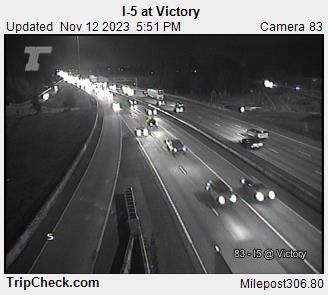 I-5 at Victory
Updated Nov 12 2023 5:51 PM Camera 83
T
S
83 - I5 @ Victory
TripCheck.com Milepost306.80